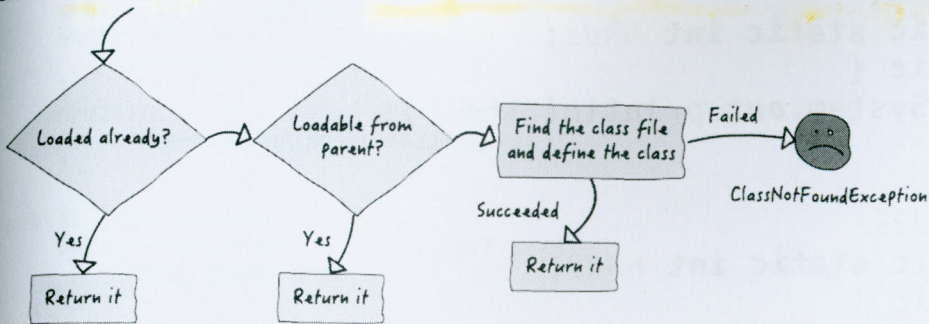 Loaded already?
Loadable from
parent?
Find the class file
and define the class
Failed
ClassNotFoundException
Yes
Yes
Succeeded
Return it
Return it
Return it